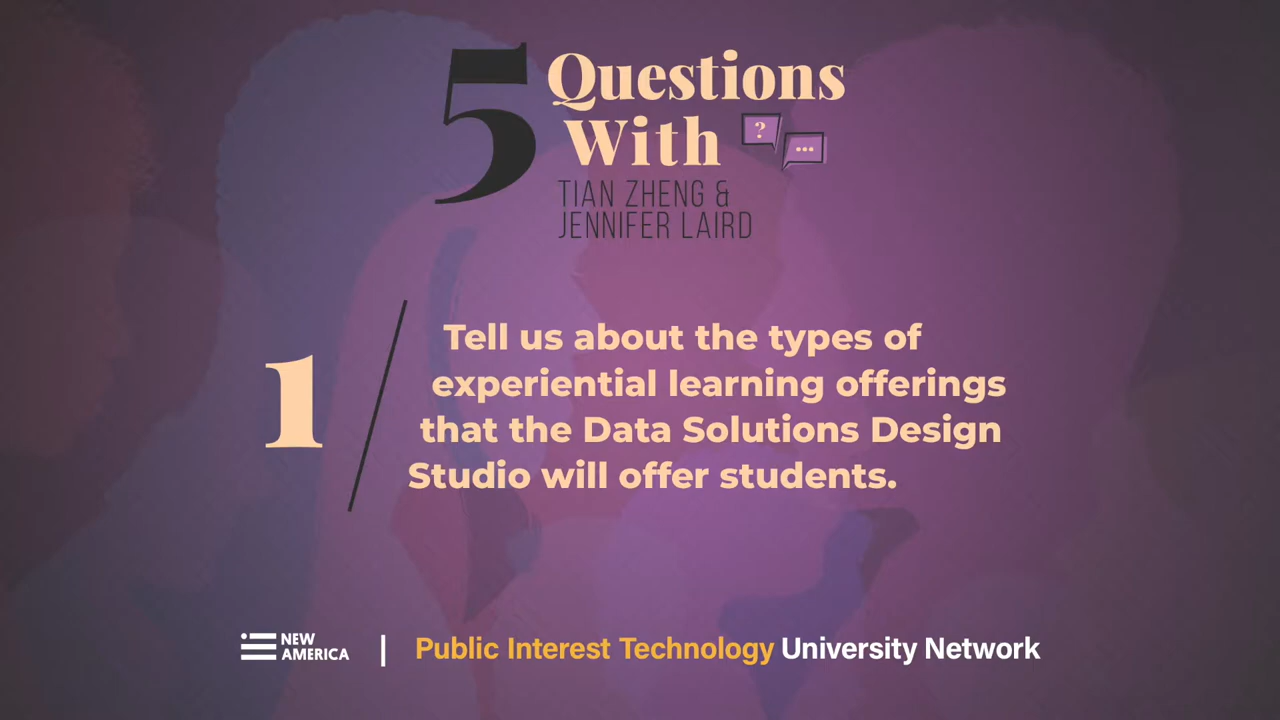 5 Questions
With
?
...
TIAN ZHENG &
JENNIFER LAIRD
1
Tell us about the types of
experiential learning offerings
that the Data Solutions Design
Studio will offer students.
NEW
AMERICA
| Public Interest Technology University Network